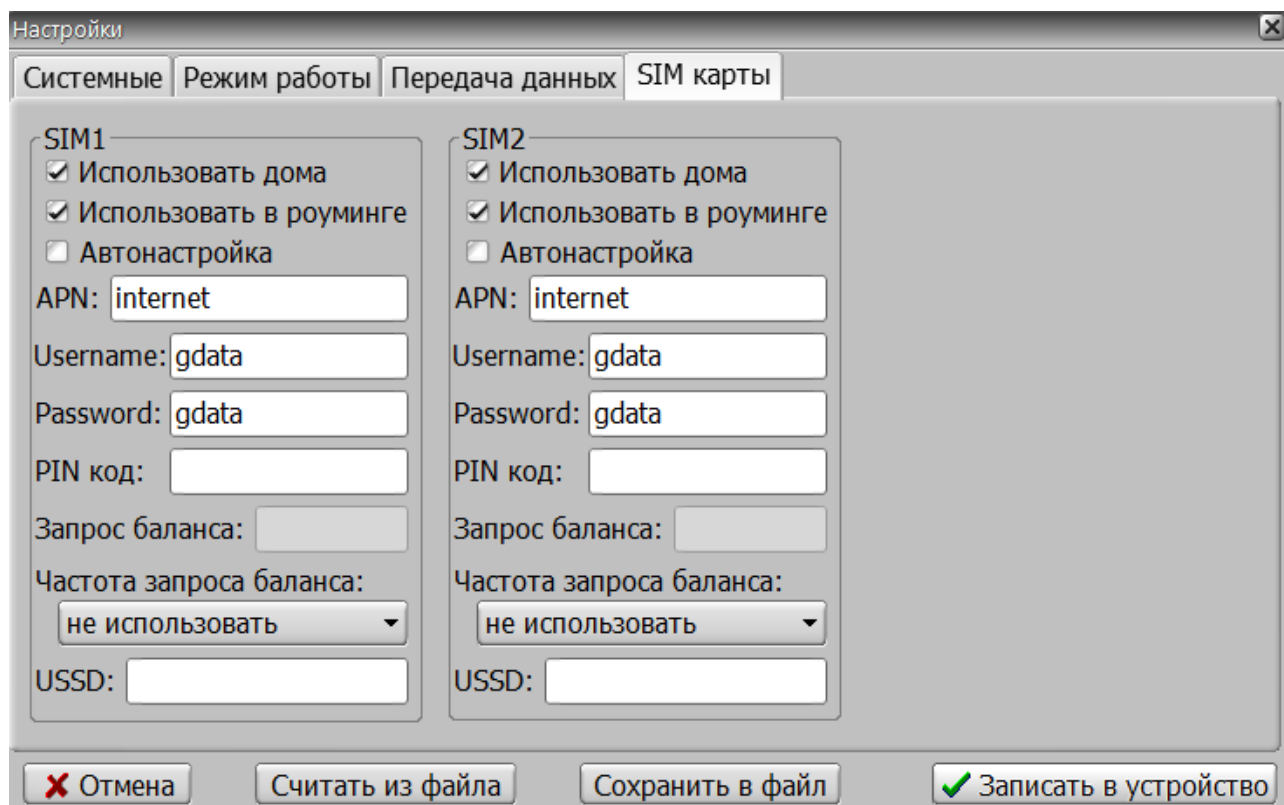 Настройки
Системные Режим работы Передача данных SIM карты
SIM1
Использовать дома
Использовать в роуминге
Автонастройка
APN: internet
Username: gdata
Password: gdata
PIN код:
Запрос баланса:
Частота запроса баланса:
не использовать
USSD:
SIM2
Использовать дома
Использовать в роуминге
Автонастройка
APN: internet
Username: gdata
Password: gdata
PIN код:
Запрос баланса:
Частота запроса баланса:
не использовать
USSD:
Отмена Считать из файла Сохранить в файл Записать в устройство